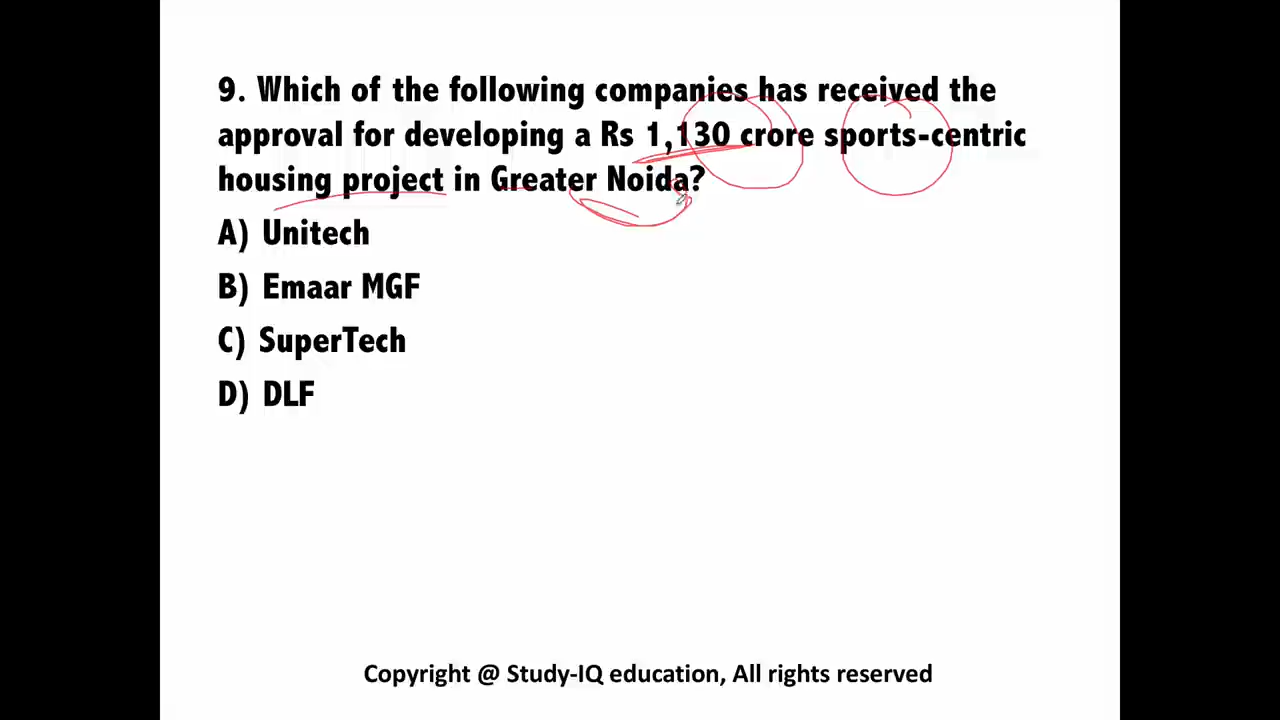 9. Which of the following companies has received the
approval for developing a Rs 1,130 crore sports-centric
housing project in Greater Noida?
A) Unitech
B) Emaar MGF
C) SuperTech
D) DLF
Copyright @ Study-IQ education, All rights reserved